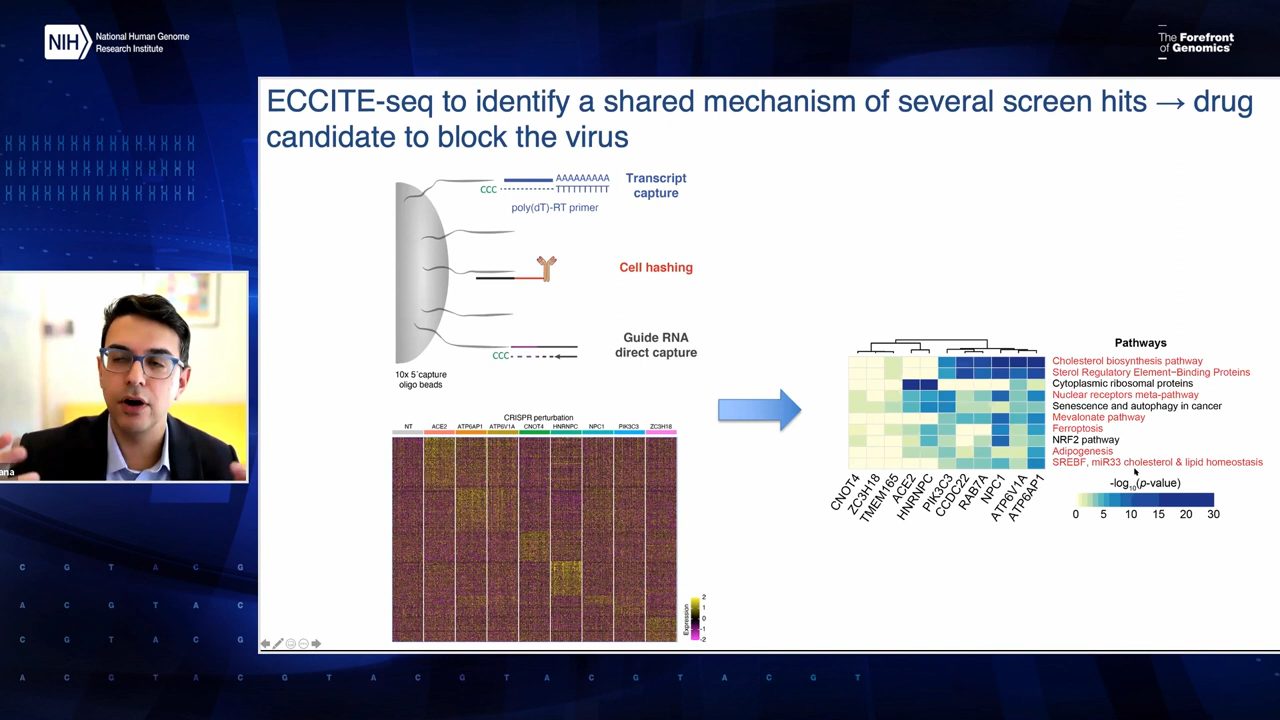 NIH
National Human Genome
Research Institute
The Forefront
of Genomics®
ECCITE-seq to identify a shared mechanism of several screen hits → drug
candidate to block the virus
CCC
AAAAAAAAA
TTTTTTTTTT
poly(dT)-RT primer
Transcript
capture
Cell hashing
Guide RNA
direct capture
CCC
10x 5´capture
oligo beads
CRISPR perturbation
NT ACE2 ATP6AP1 ATP6V1A CNOT4 HNRNPC NPC1 PIK3C3 ZC3H18
Expression
2
1
0
-1
-2
Pathways
Cholesterol biosynthesis pathway
Sterol Regulatory Element−Binding Proteins
Cytoplasmic ribosomal proteins
Nuclear receptors meta-pathway
Senescence and autophagy in cancer
Mevalonate pathway
Ferroptosis
NRF2 pathway
Adipogenesis
SREBF, miR33 cholesterol & lipid homeostasis
CNOT4 ZC3H18 TMEM165 ACE2 HNRNPC PIK3C3 CCDC22 RAB7A NPC1 ATP6V1A ATP6AP1
-log10(p-value)
0 5 10 15 20 30
ana
C G T A C G
A C G T A C
C G T A C G
A C G T A C G T A C G T A C G T A C G T